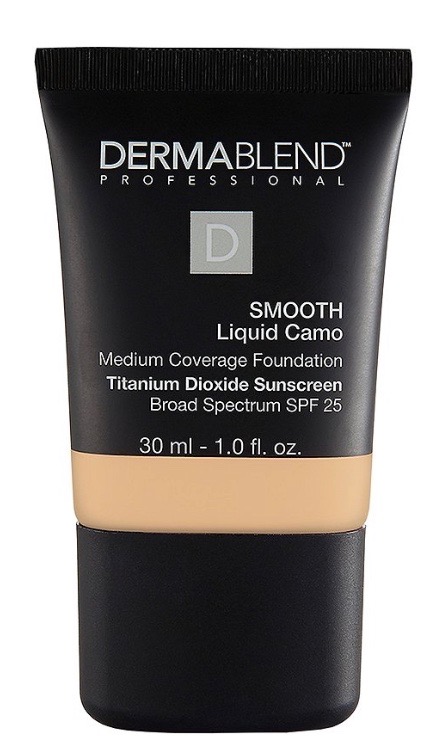 DERMABLEND™
PROFESSIONAL
D
SMOOTH
Liquid Camo
Medium Coverage Foundation
Titanium Dioxide Sunscreen
Broad Spectrum SPF 25
30 ml - 1.0 fl. oz.